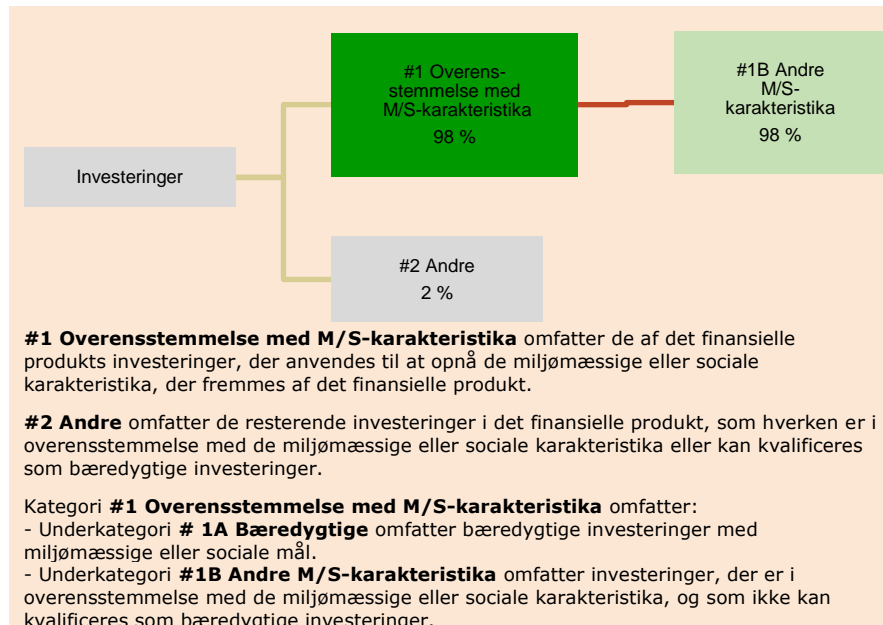 #1 Overens-
stemmelse med
M/S-karakteristika
98 %
#1B Andre
M/S-
karakteristika
98 %
Investeringer
#2 Andre
2 %
#1 Overensstemmelse med M/S-karakteristika omfatter de af det finansielle
produkts investeringer, der anvendes til at opnå de miljømæssige eller sociale
karakteristika, der fremmes af det finansielle produkt.
#2 Andre omfatter de resterende investeringer i det finansielle produkt, som hverken er i
overensstemmelse med de miljømæssige eller sociale karakteristika eller kan kvalificeres
som bæredygtige investeringer.
Kategori #1 Overensstemmelse med M/S-karakteristika omfatter:
- Underkategori # 1A Bæredygtige omfatter bæredygtige investeringer med
miljømæssige eller sociale mål.
- Underkategori #1B Andre M/S-karakteristika omfatter investeringer, der er i
overensstemmelse med de miljømæssige eller sociale karakteristika, og som ikke kan
kvalificeres som bæredygtige investeringer.